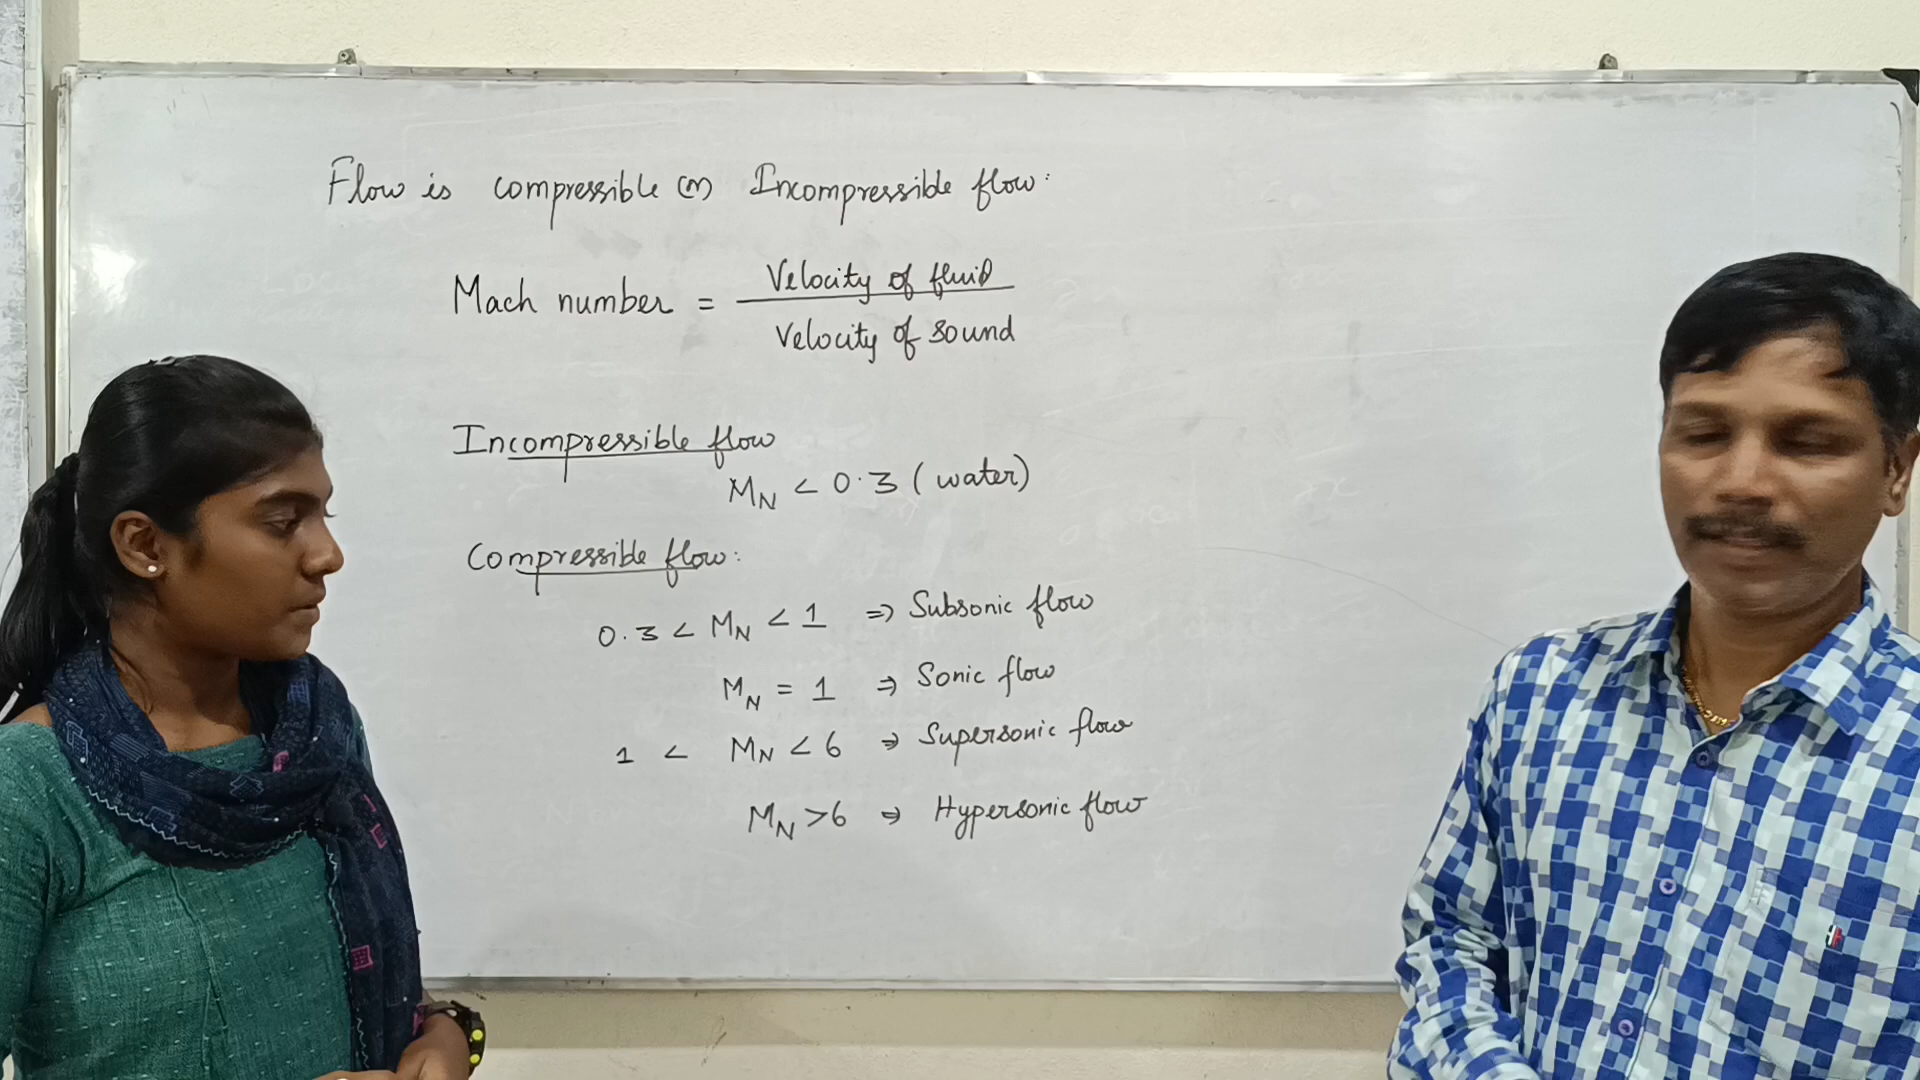 Flow is compressible (or) Incompressible flow:
Mach number = Velocity of fluid / Velocity of sound
Incompressible flow
MN < 0.3 (water)
Compressible flow:
0.3 < MN < 1 ⇒ Subsonic flow
MN = 1 ⇒ Sonic flow
1 < MN < 6 ⇒ Supersonic flow
MN > 6 ⇒ Hypersonic flow